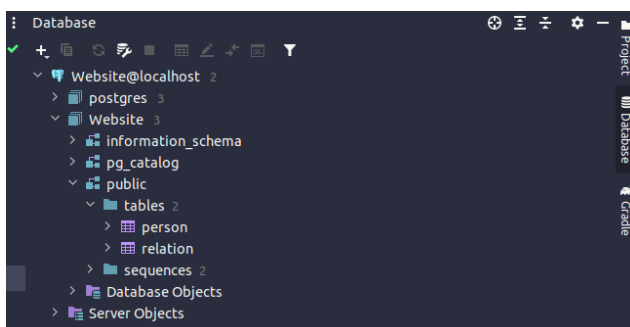 Database
Website@localhost 2
postgres 3
Website 3
information_schema
pg_catalog
public
tables 2
person
relation
sequences 2
Database Objects
Server Objects
Project
Database
Gradle